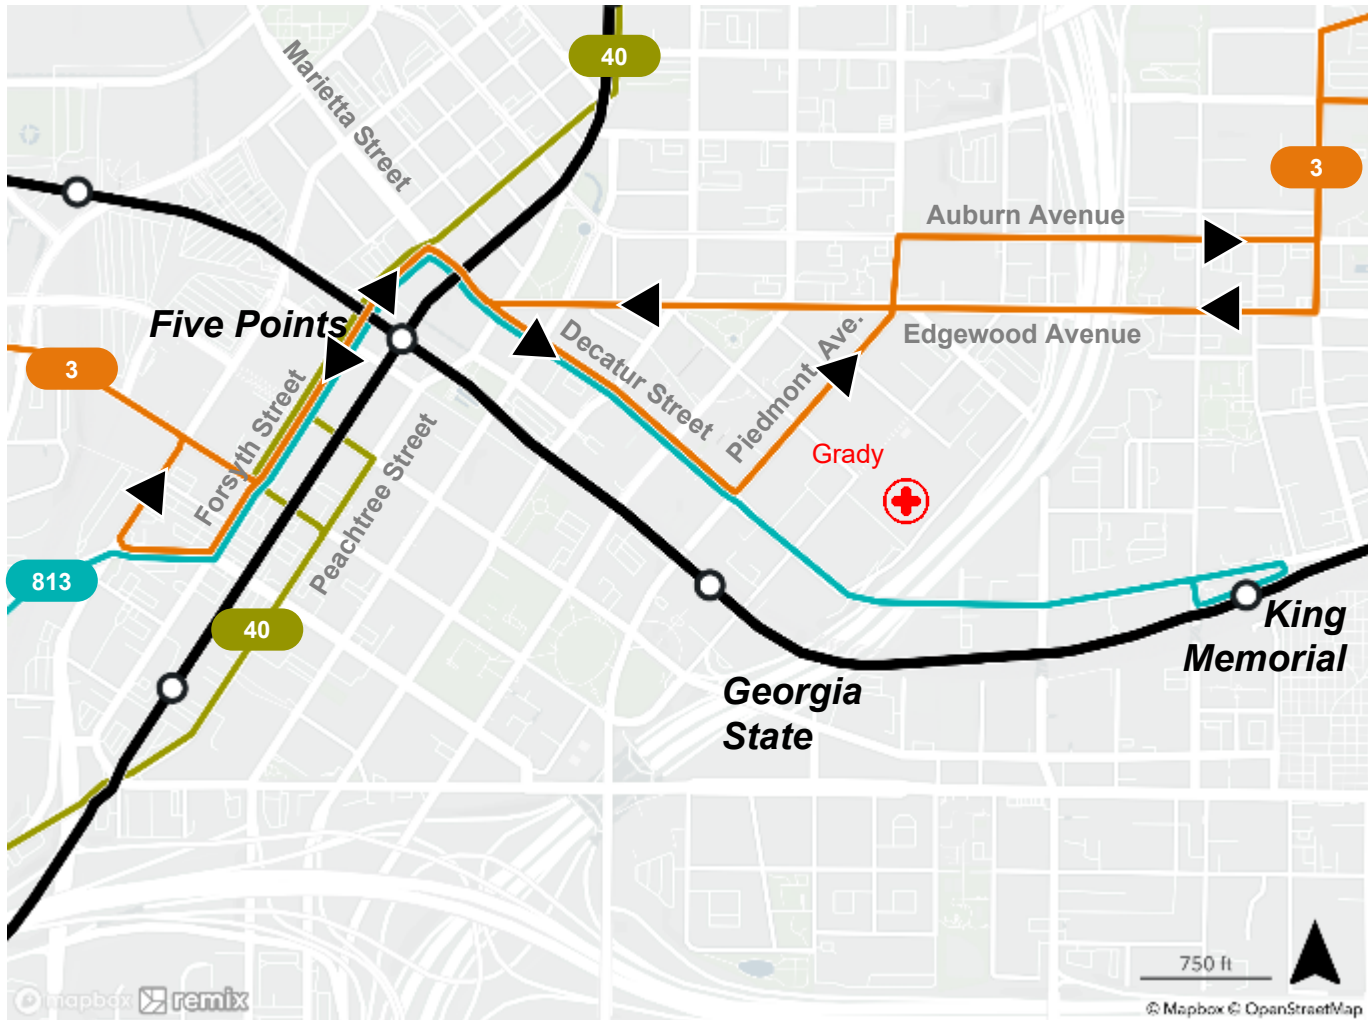 40
Marietta Street
3
Auburn Avenue
Five Points
Edgewood Avenue
Decatur Street
Piedmont Ave.
3
Forsyth Street
Peachtree Street
Grady
813
40
King
Memorial
Georgia
State
750 ft
mapbox remix
© Mapbox © OpenStreetMap